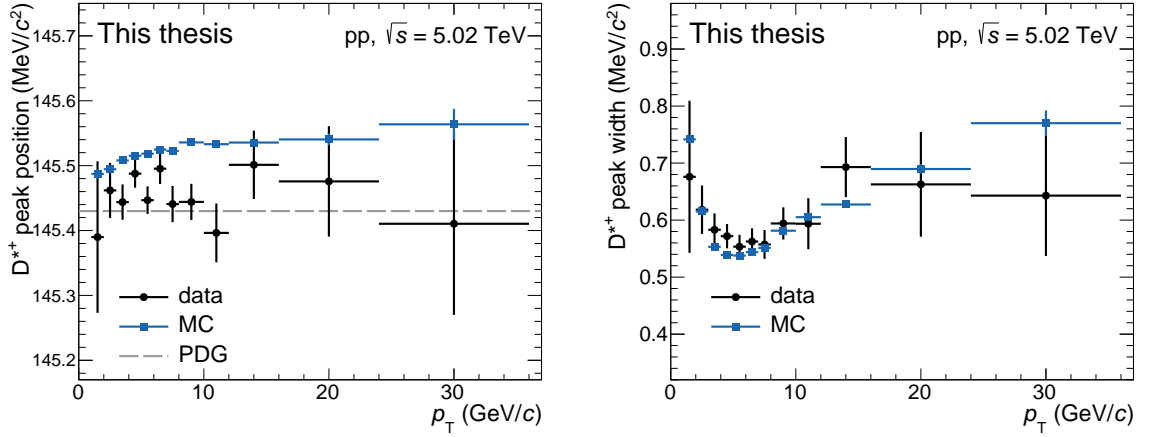 This thesis
pp, √s = 5.02 TeV
D*+ peak position (MeV/c²)
145.7
145.6
145.5
145.4
145.3
145.2
data
MC
PDG
0 10 20 30
pT (GeV/c)
This thesis
pp, √s = 5.02 TeV
D*+ peak width (MeV/c²)
0.9
0.8
0.7
0.6
0.5
0.4
data
MC
0 10 20 30
pT (GeV/c)